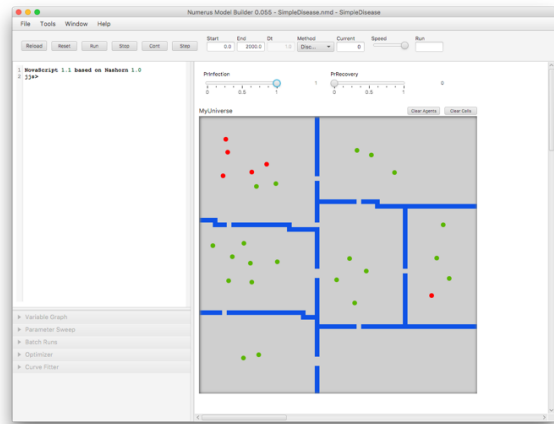 Numerus Model Builder 0.055 - SimpleDisease.nmd - SimpleDisease
File Tools Window Help
Start End Dt Method Current Speed Run
Reload Reset Run Stop Cont Step 0.0 2000.0 1.0 Disc... 0
1 NovaScript 1.1 based on Nashorn 1.0
2 jjs>
PrInfection PrRecovery
1 0
0 0.5 1 0 0.5 1
MyUniverse Clear Agents Clear Cells
Variable Graph
Parameter Sweep
Batch Runs
Optimizer
Curve Fitter